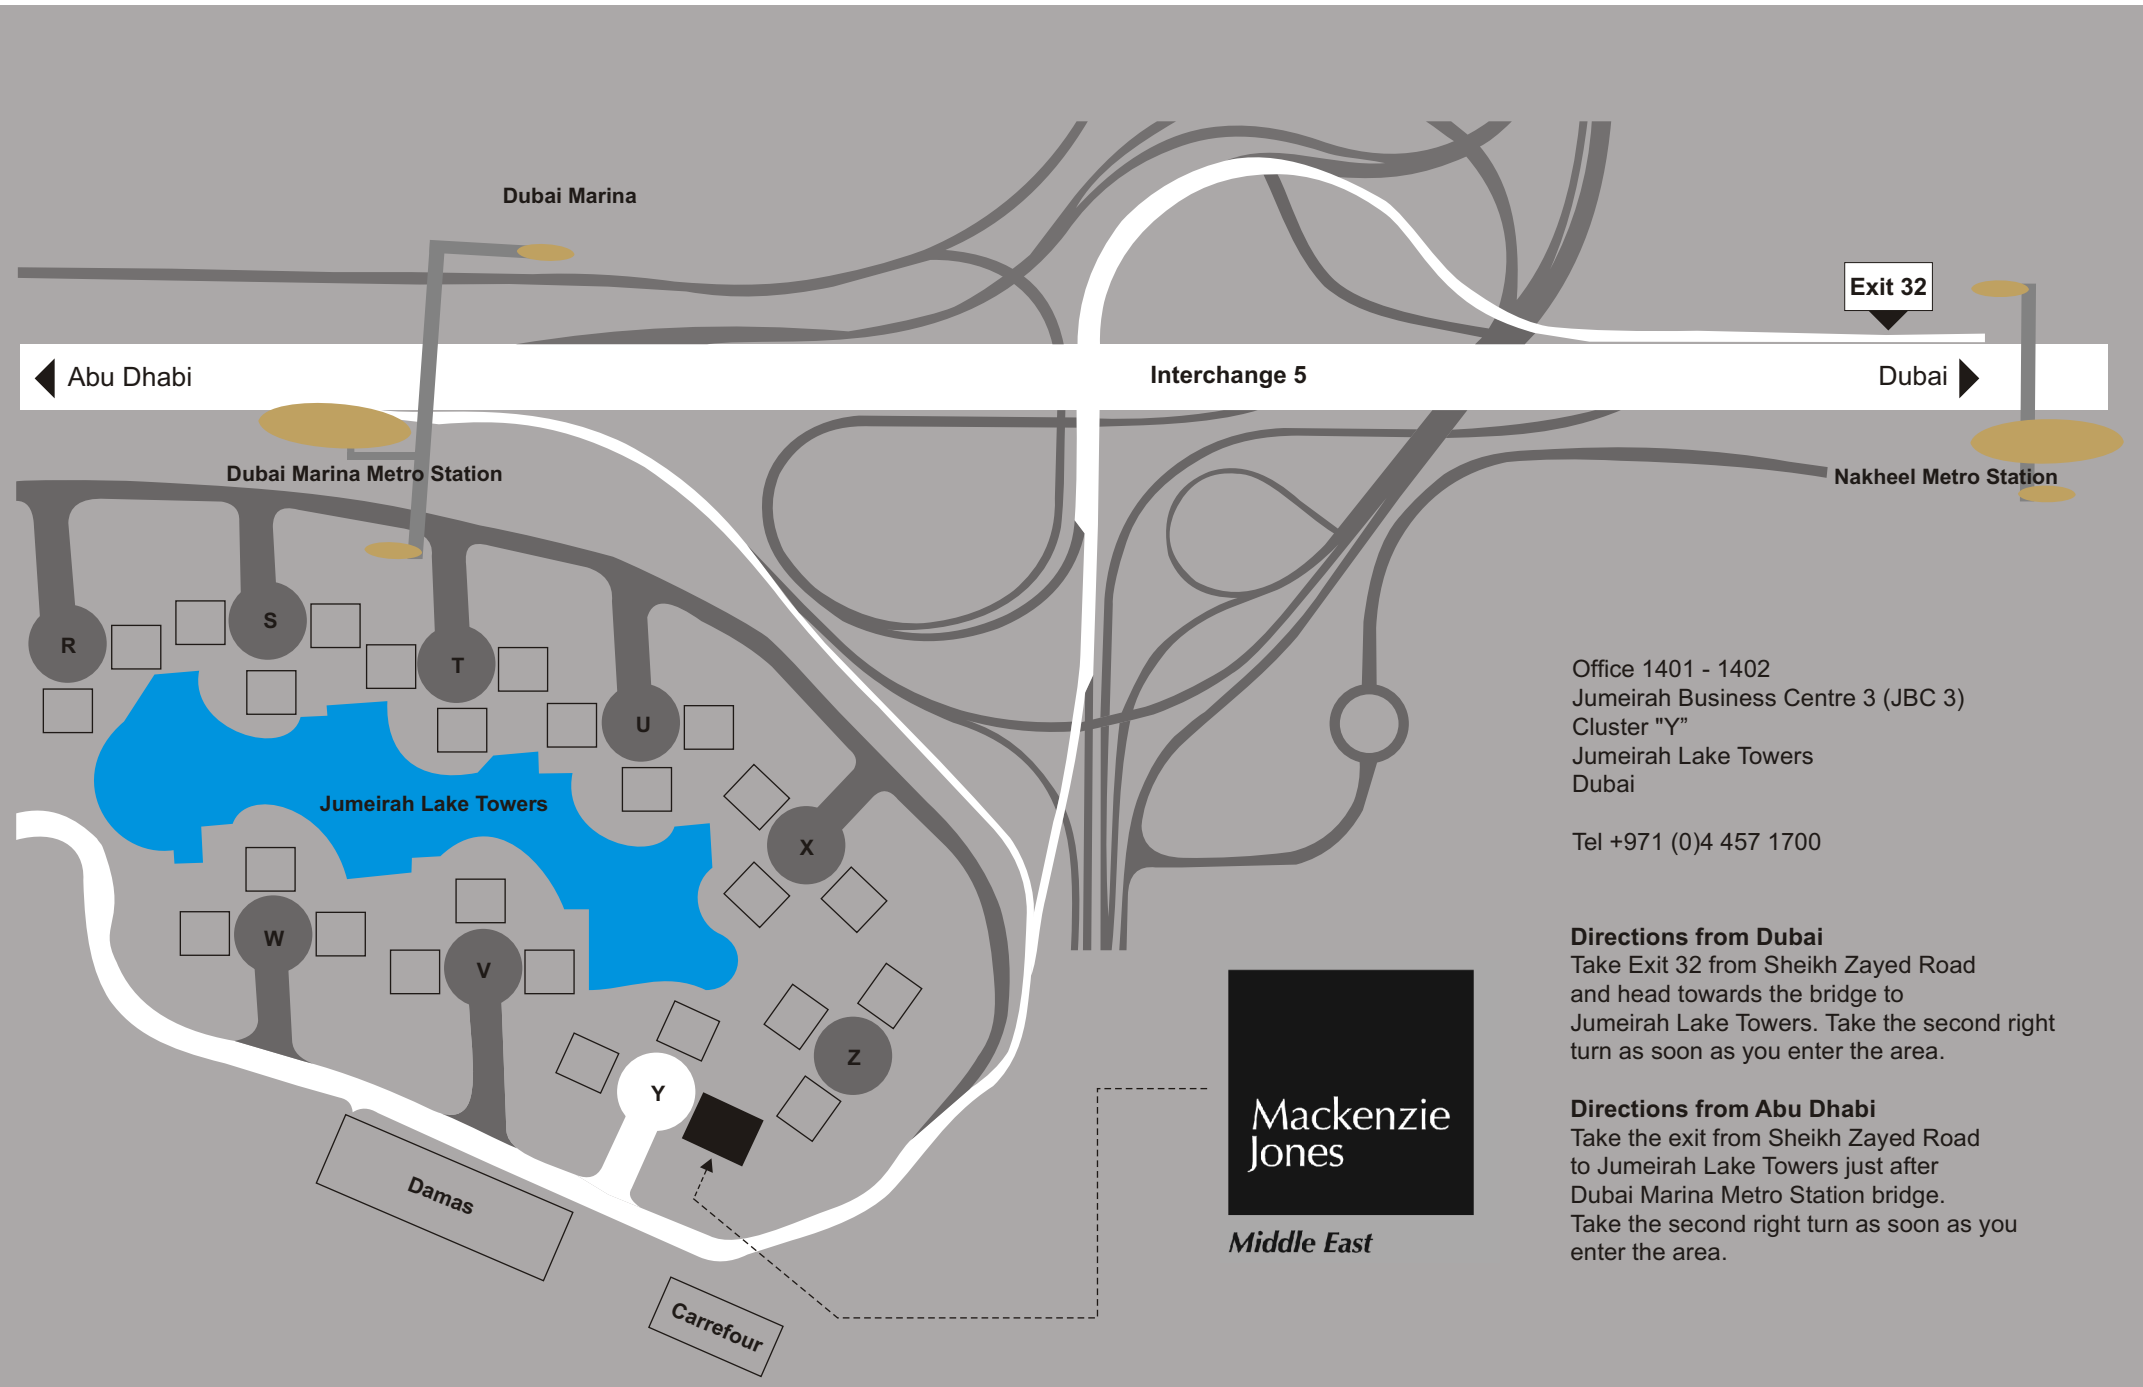 Dubai Marina
Exit 32
Abu Dhabi
Interchange 5
Dubai
Dubai Marina Metro Station
Nakheel Metro Station
R
S
T
U
X
Jumeirah Lake Towers
W
V
Y
Z
Damas
Carrefour
Mackenzie
Jones
Middle East
Office 1401 - 1402
Jumeirah Business Centre 3 (JBC 3)
Cluster "Y”
Jumeirah Lake Towers
Dubai
Tel +971 (0)4 457 1700
Directions from Dubai
Take Exit 32 from Sheikh Zayed Road
and head towards the bridge to
Jumeirah Lake Towers. Take the second right
turn as soon as you enter the area.
Directions from Abu Dhabi
Take the exit from Sheikh Zayed Road
to Jumeirah Lake Towers just after
Dubai Marina Metro Station bridge.
Take the second right turn as soon as you
enter the area.